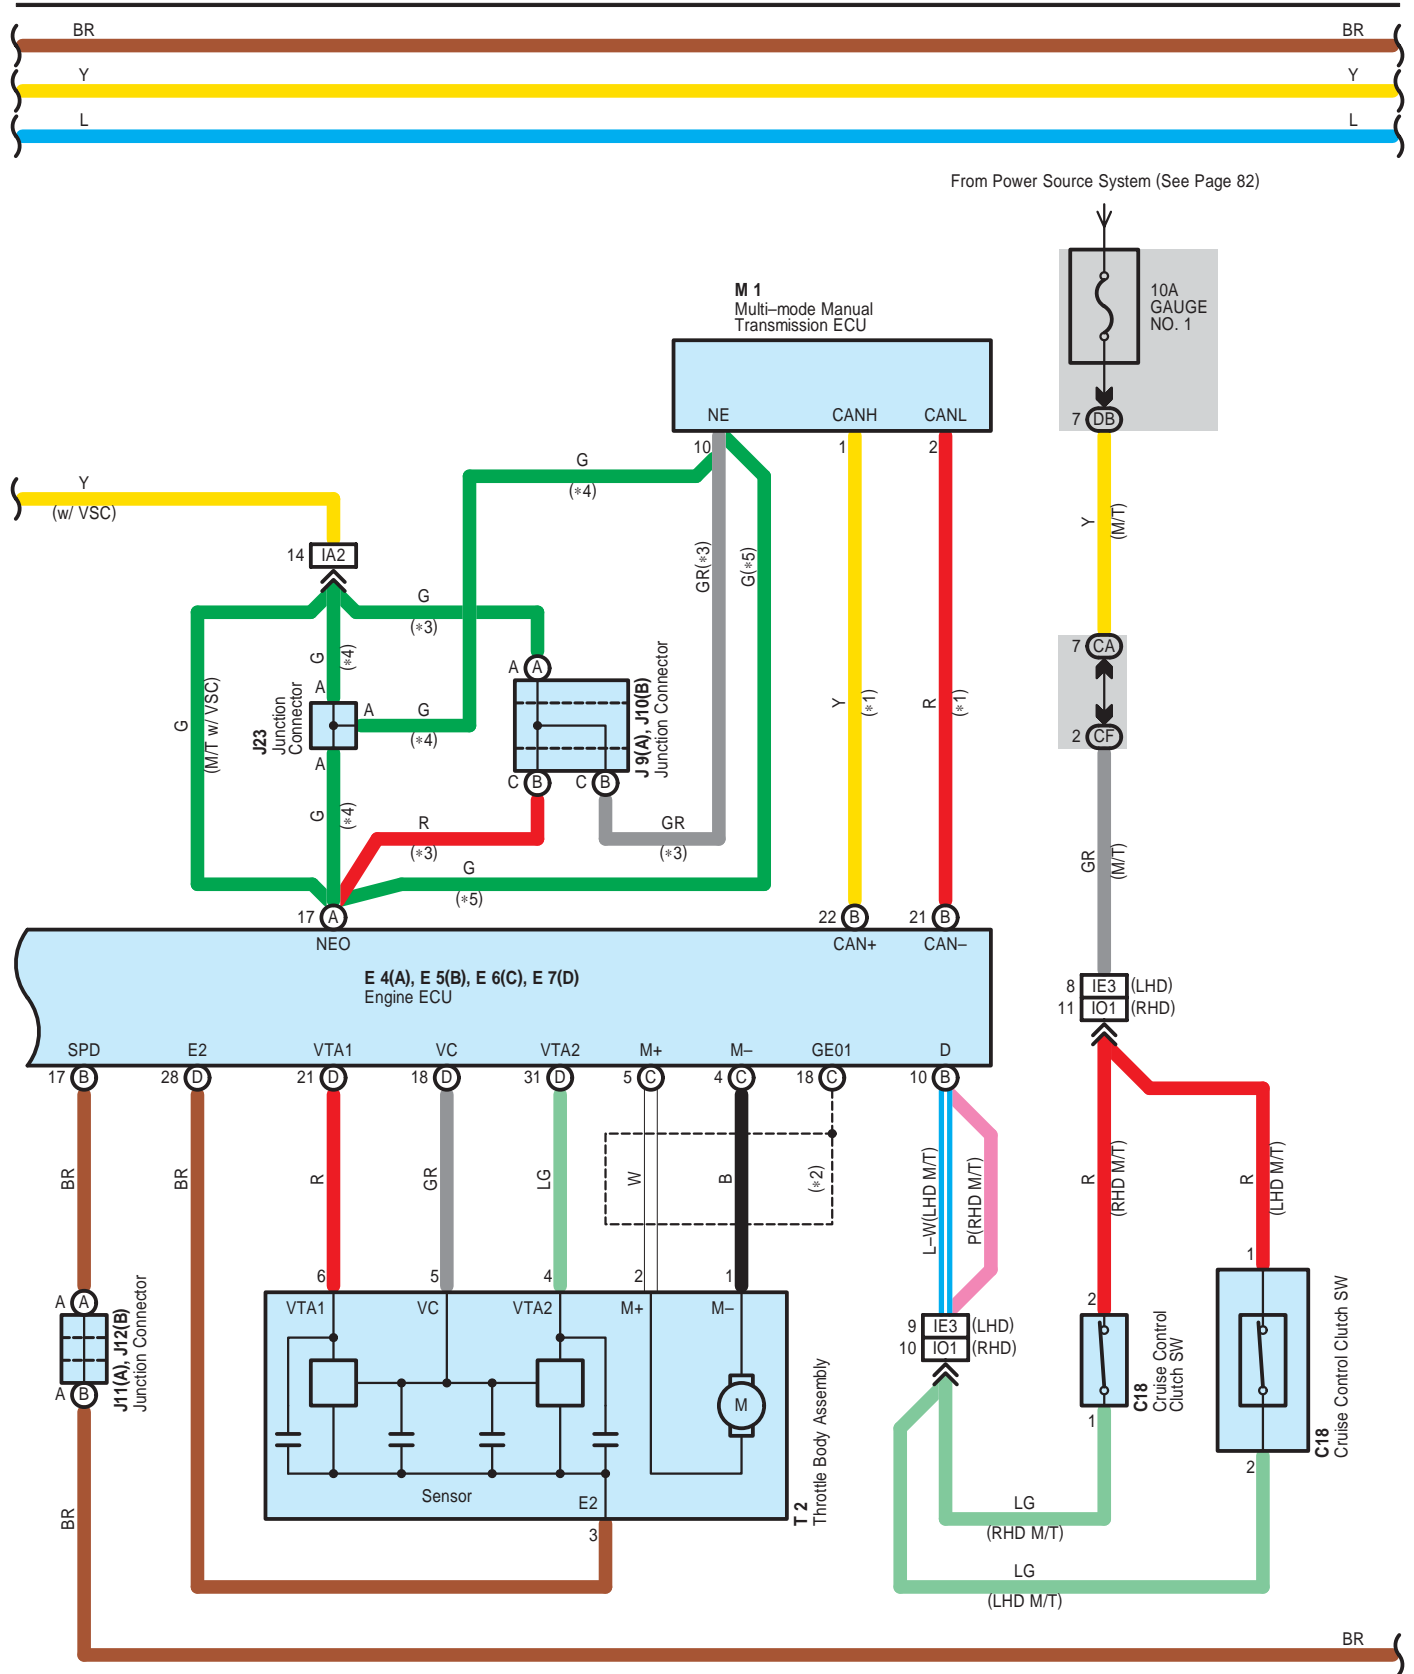 BR BR
Y Y
L L
From Power Source System (See Page 82)
10A
GAUGE
NO. 1
7 DB
M 1
Multi–mode Manual
Transmission ECU
NE CANH CANL
10 1 2
Y
(w/ VSC)
14 IA2
G
(∗4)
G
(∗3)
GR(∗3)
G(∗5)
Y
(M/T)
7 CA
2 CF
G
(M/T w/ VSC)
G
(∗4)
A
A
A
J23
Junction
Connector
G
(∗4)
A A
J 9(A), J10(B)
Junction Connector
C B C B
Y
(∗1)
R
(∗1)
G
(∗4)
R
(∗3)
GR
(∗3)
G
(∗5)
GR
(M/T)
17 A
22 B
21 B
NEO CAN+ CAN–
E 4(A), E 5(B), E 6(C), E 7(D)
Engine ECU
8 IE3 (LHD)
11 IO1 (RHD)
SPD E2 VTA1 VC VTA2 M+ M– GE01 D
17 B 28 D 21 D 18 D 31 D 5 C 4 C 18 C 10 B
BR
BR
R
GR
LG
W
B
(∗2)
L–W(LHD M/T)
P(RHD M/T)
R
(RHD M/T)
R
(LHD M/T)
6 5 4 2 1
VTA1 VC VTA2 M+ M–
A A
J11(A), J12(B)
Junction Connector
A B
M
Sensor
E2
3
T 2
Throttle Body Assembly
9 IE3 (LHD)
10 IO1 (RHD)
2
C18
Cruise Control
Clutch SW
1
1
C18
Cruise Control Clutch SW
2
BR
LG
(RHD M/T)
LG
(LHD M/T)
BR